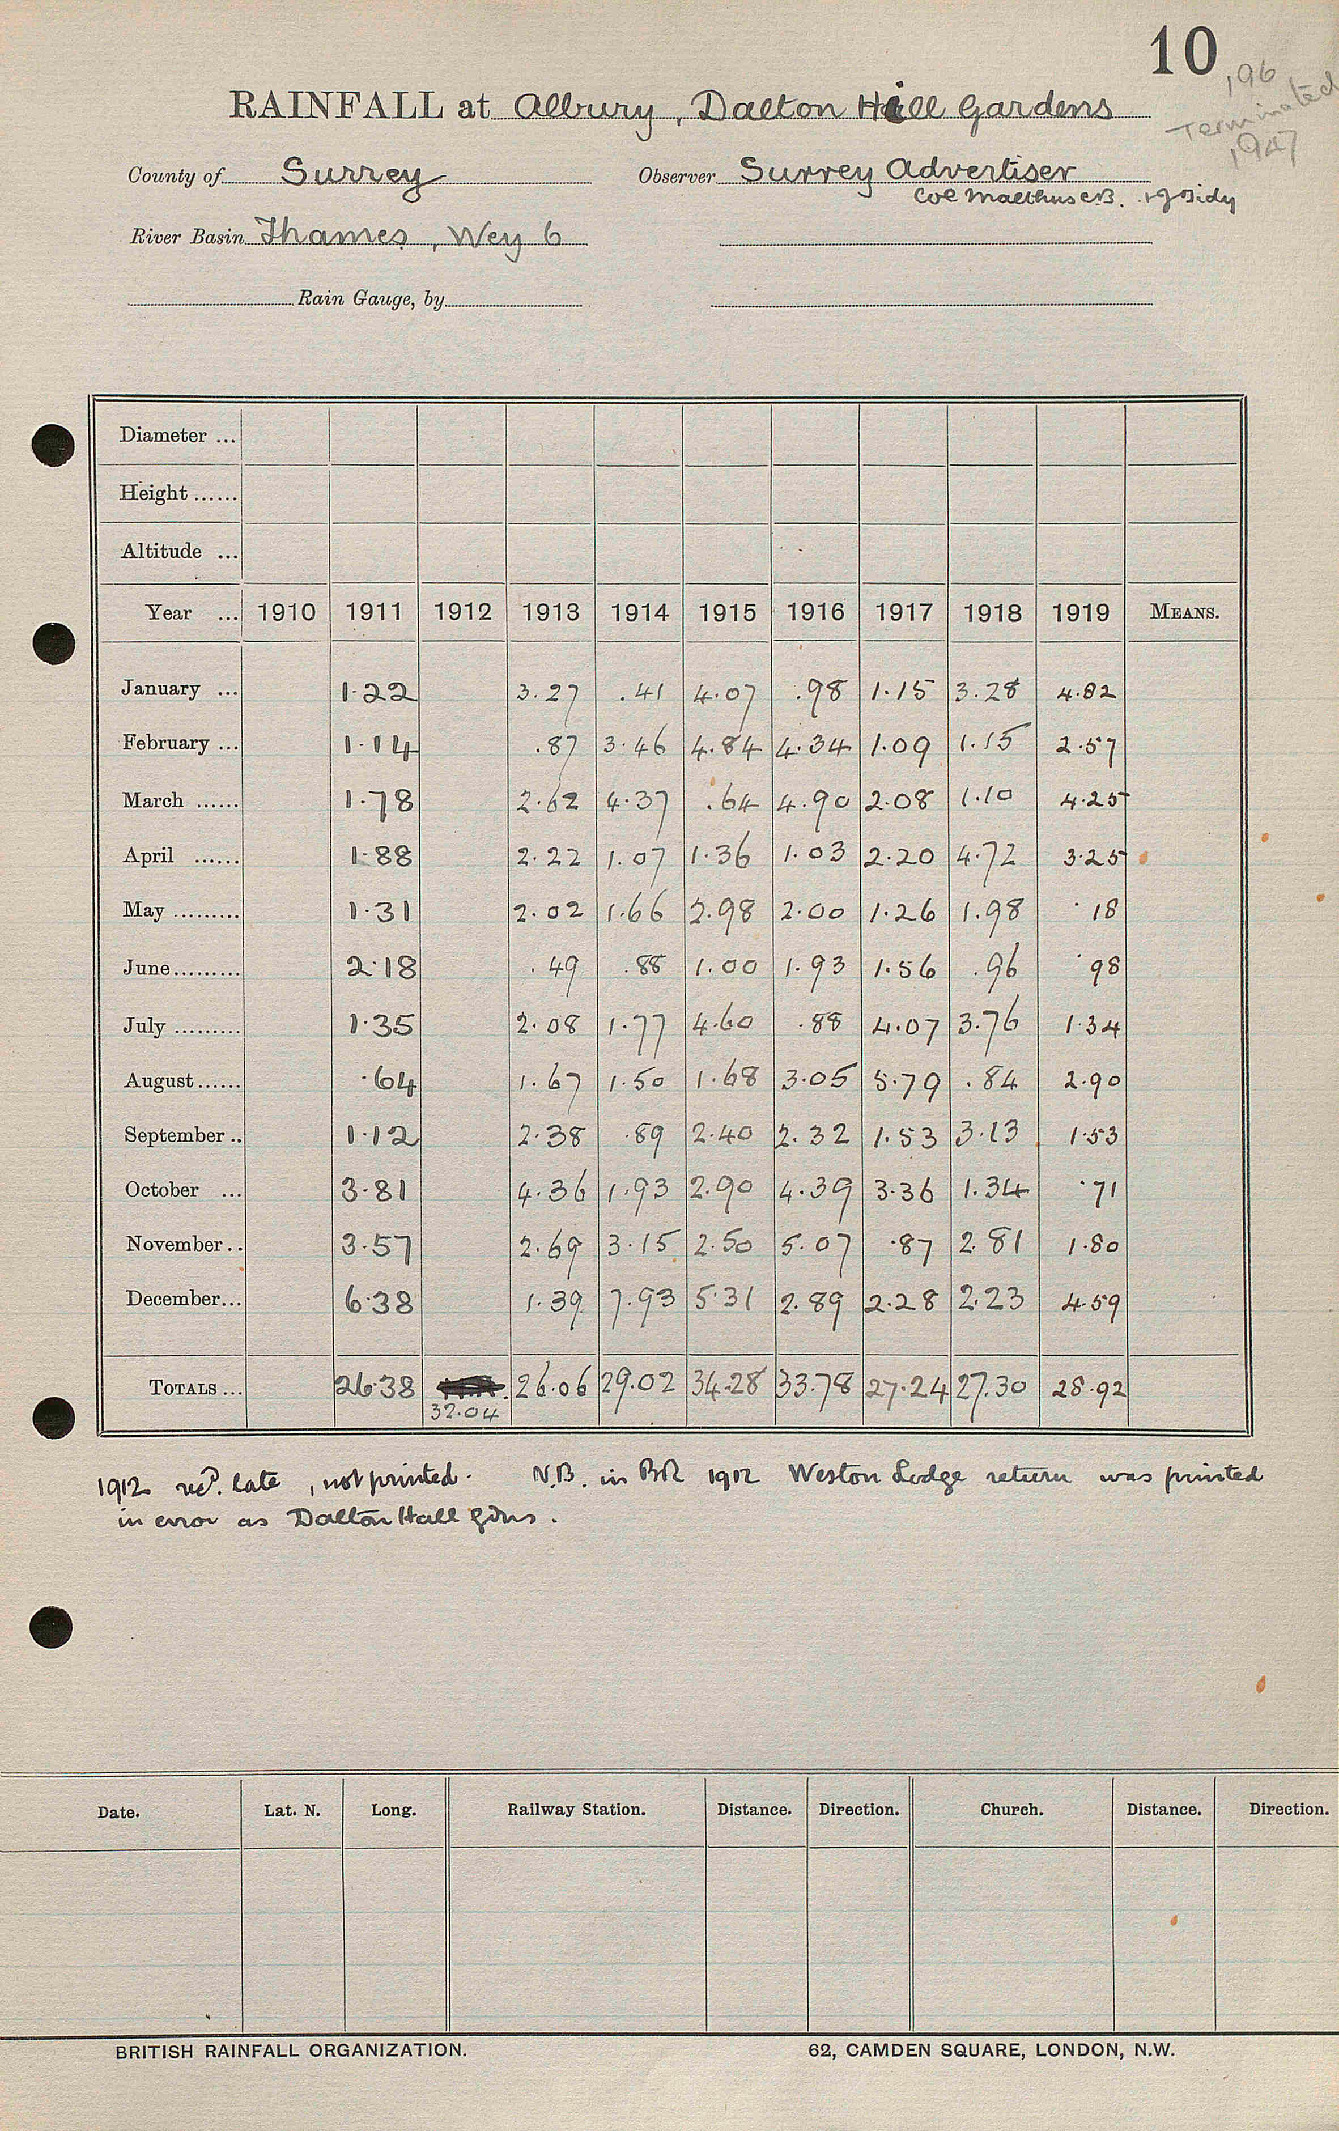 10
196
Terminated
1947
RAINFALL at Albury, Dalton Hill Gardens
County of Surrey Observer Surrey Advertiser
Col Malthus C.B.
River Basin Thames, Wey 6
Rain Gauge, by
Diameter ...
Height ......
Altitude ...
Year ... 1910 1911 1912 1913 1914 1915 1916 1917 1918 1919 MEANS.
January ... 1.22 3.27 .41 4.07 .98 1.15 3.28 4.82
February ... 1.14 .87 3.46 4.84 4.34 1.09 1.15 2.57
March ...... 1.78 2.62 4.37 .64 4.90 2.08 1.10 4.25
April ...... 1.88 2.22 1.07 1.36 1.03 2.20 4.72 3.25
May ......... 1.31 2.02 1.66 2.98 2.00 1.26 1.98 .18
June......... 2.18 .49 .88 1.00 1.93 1.56 .96 .98
July ......... 1.35 2.08 1.77 4.60 .88 4.07 3.76 1.34
August...... .64 1.67 1.50 1.68 3.05 5.79 .84 2.90
September .. 1.12 2.38 .89 2.40 2.32 1.53 3.13 1.53
October ... 3.81 4.36 1.93 2.90 4.39 3.36 1.34 .71
November.. 3.57 2.69 3.15 2.50 5.07 .87 2.81 1.80
December... 6.38 1.39 7.93 5.31 2.89 2.28 2.23 4.59
TOTALS ... 26.38 26.06 29.02 34.28 33.78 27.24 27.30 28.92
32.04
1912 recd. late, not printed. N.B. in BR 1912 Weston Lodge return was printed
in error as Dalton Hall Gdns.
Date. Lat. N. Long. Railway Station. Distance. Direction. Church. Distance. Direction.
BRITISH RAINFALL ORGANIZATION. 62, CAMDEN SQUARE, LONDON, N.W.